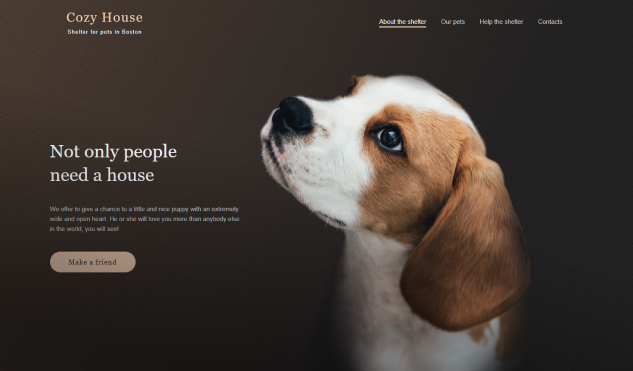 Cozy House
Shelter for pets in Boston
About the shelter
Our pets
Help the shelter
Contacts
Not only people
need a house
We offer to give a chance to a little and nice puppy with an extremely
wide and open heart. He or she will love you more than anybody else
in the world, you will see!
Make a friend